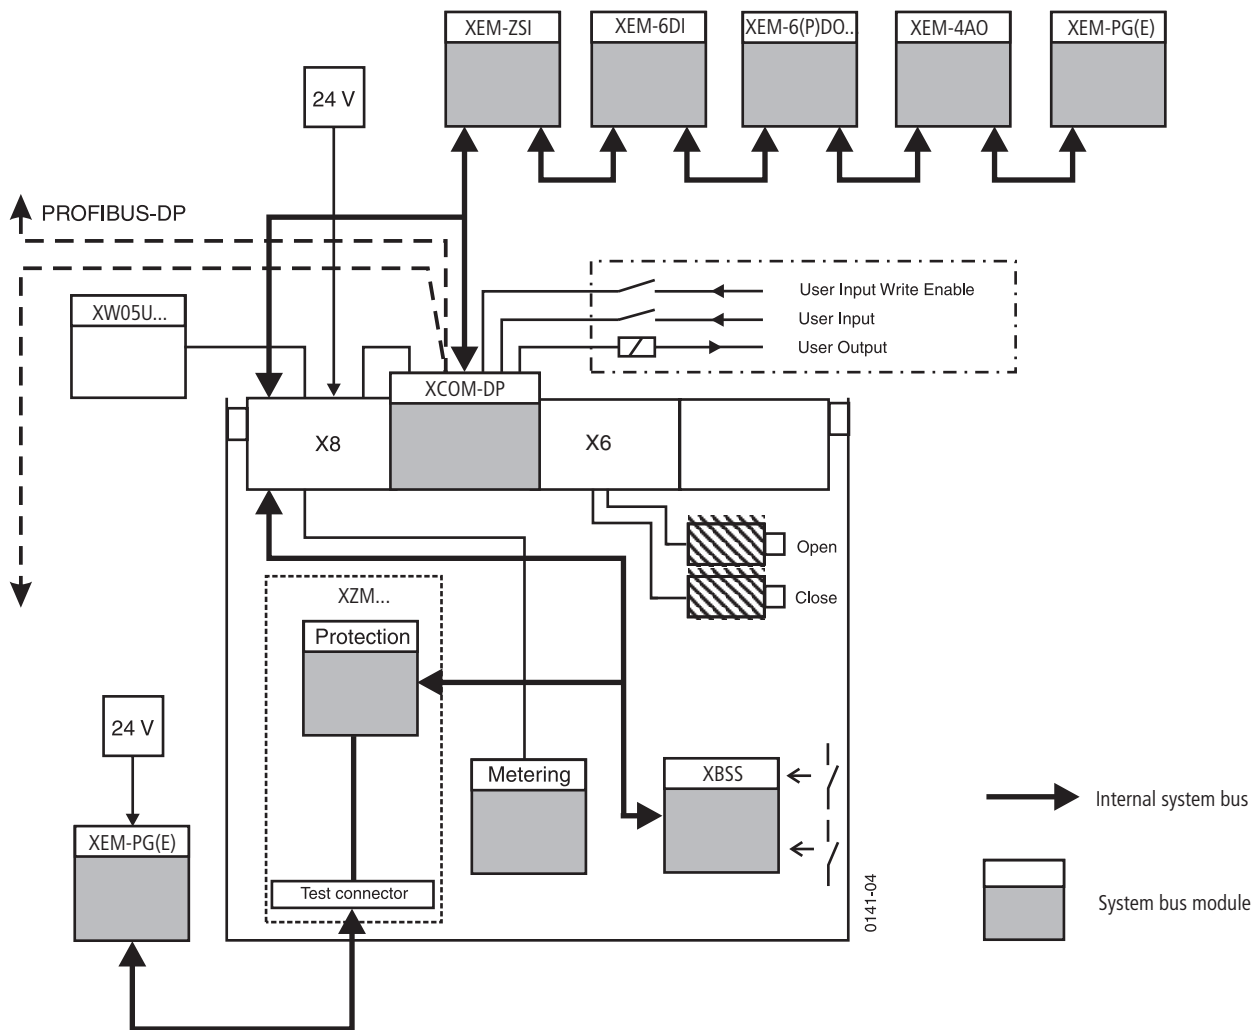 XEM-ZSI
XEM-6DI
XEM-6(P)DO...
XEM-4AO
XEM-PG(E)
24 V
PROFIBUS-DP
User Input Write Enable
User Input
User Output
XW05U...
XCOM-DP
X8
X6
Open
Close
XZM...
Protection
24 V
Metering
XBSS
Internal system bus
XEM-PG(E)
Test connector
0141-04
System bus module